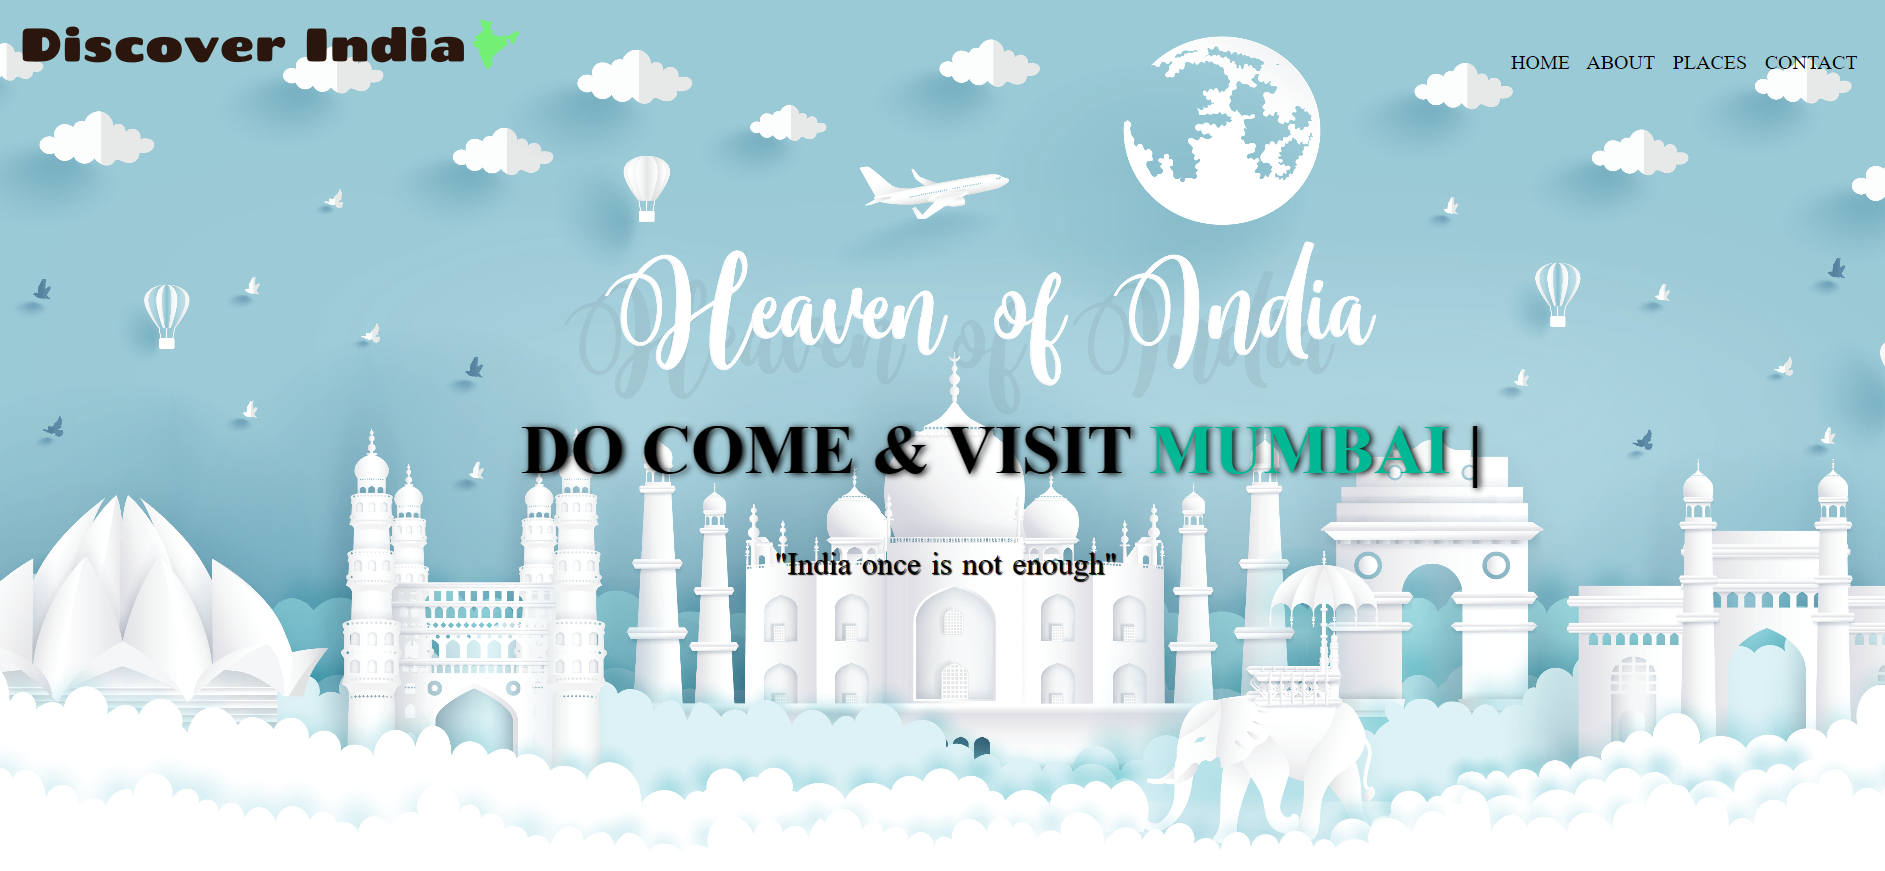 Discover India
HOME ABOUT PLACES CONTACT
Heaven of India
DO COME & VISIT MUMBAI |
"India once is not enough"